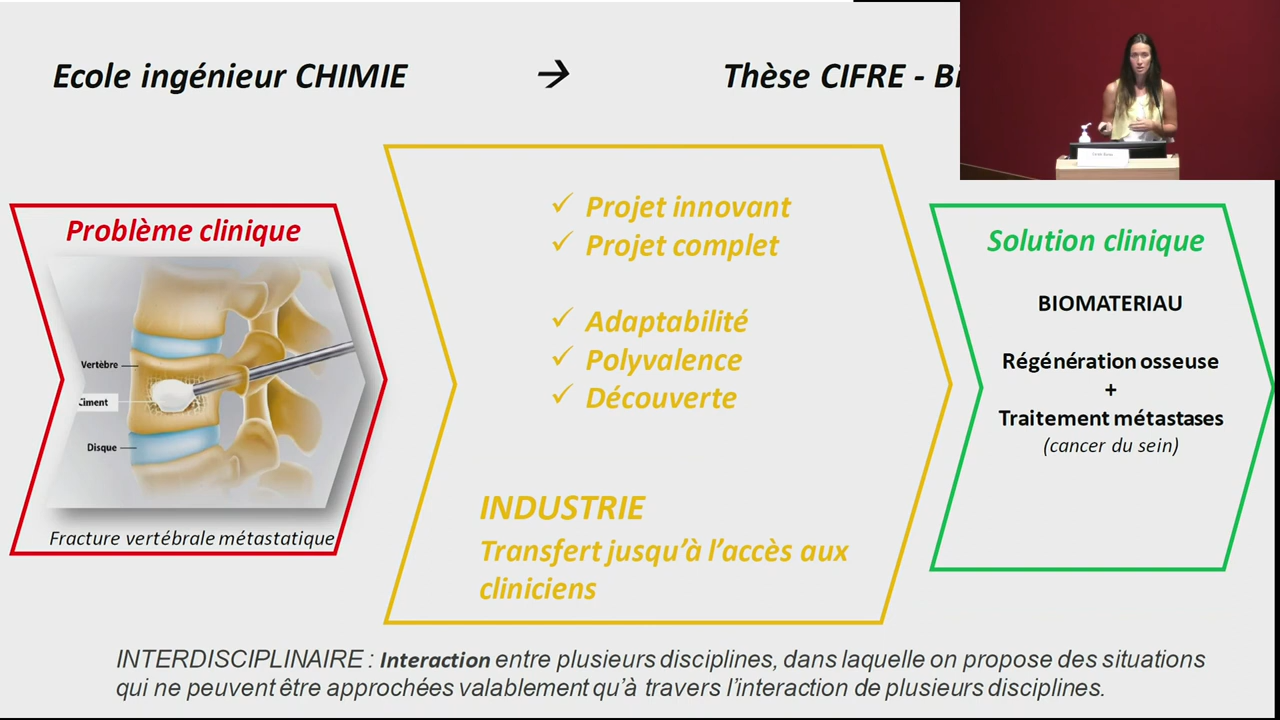 Ecole ingénieur CHIMIE → Thèse CIFRE - Bi
Problème clinique
Vertèbre
Ciment
Disque
Fracture vertébrale métastatique
✓ Projet innovant
✓ Projet complet
✓ Adaptabilité
✓ Polyvalence
✓ Découverte
INDUSTRIE
Transfert jusqu’à l’accès aux
cliniciens
Solution clinique
BIOMATERIAU
Régénération osseuse
+
Traitement métastases
(cancer du sein)
INTERDISCIPLINAIRE : Interaction entre plusieurs disciplines, dans laquelle on propose des situations
qui ne peuvent être approchées valablement qu’à travers l’interaction de plusieurs disciplines.